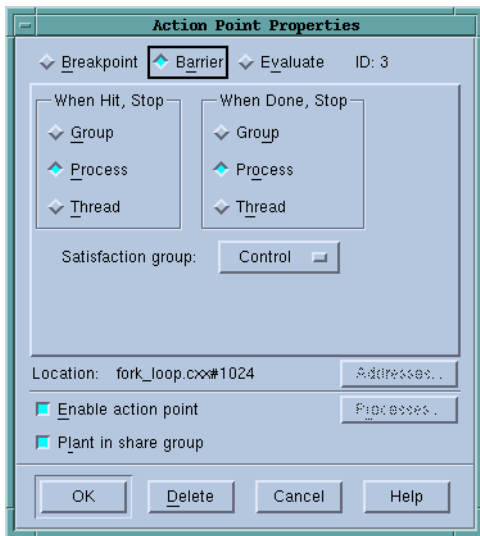 Action Point Properties
Breakpoint Barrier Evaluate ID: 3
When Hit, Stop When Done, Stop
Group Group
Process Process
Thread Thread
Satisfaction group: Control
Location: fork_loop.cxx#1024 Addresses...
Enable action point Processes...
Plant in share group
OK Delete Cancel Help